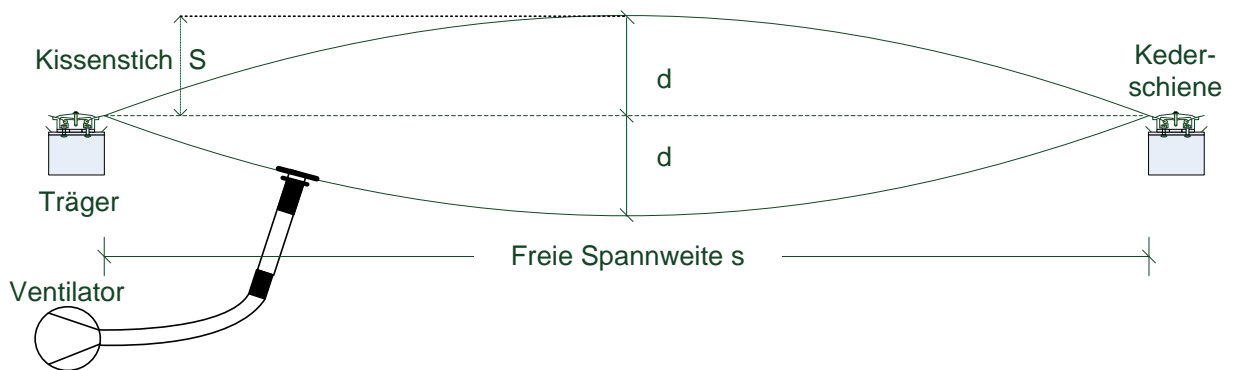 Kissenstich S
d
Keder-
schiene
d
Träger
Freie Spannweite s
Ventilator